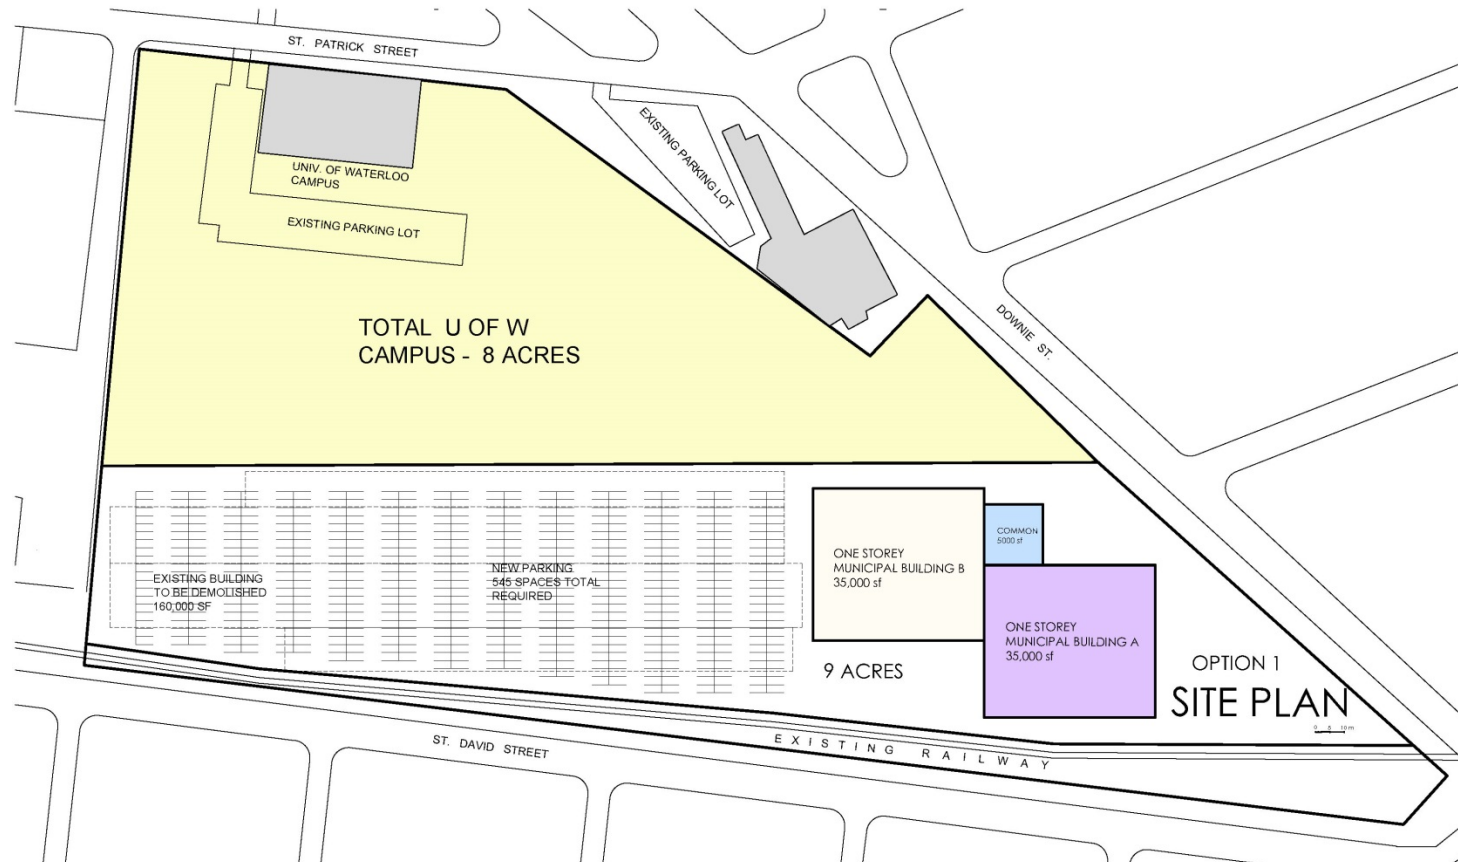 ST. PATRICK STREET
EXISTING PARKING LOT
UNIV. OF WATERLOO
CAMPUS
EXISTING PARKING LOT
TOTAL U OF W
CAMPUS - 8 ACRES
DOWNIE ST.
COMMON
5000 sf
ONE STOREY
MUNICIPAL BUILDING B
35,000 sf
EXISTING BUILDING
TO BE DEMOLISHED
160,000 SF
NEW PARKING
545 SPACES TOTAL
REQUIRED
ONE STOREY
MUNICIPAL BUILDING A
35,000 sf
9 ACRES
OPTION 1
SITE PLAN
ST. DAVID STREET
EXISTING RAILWAY